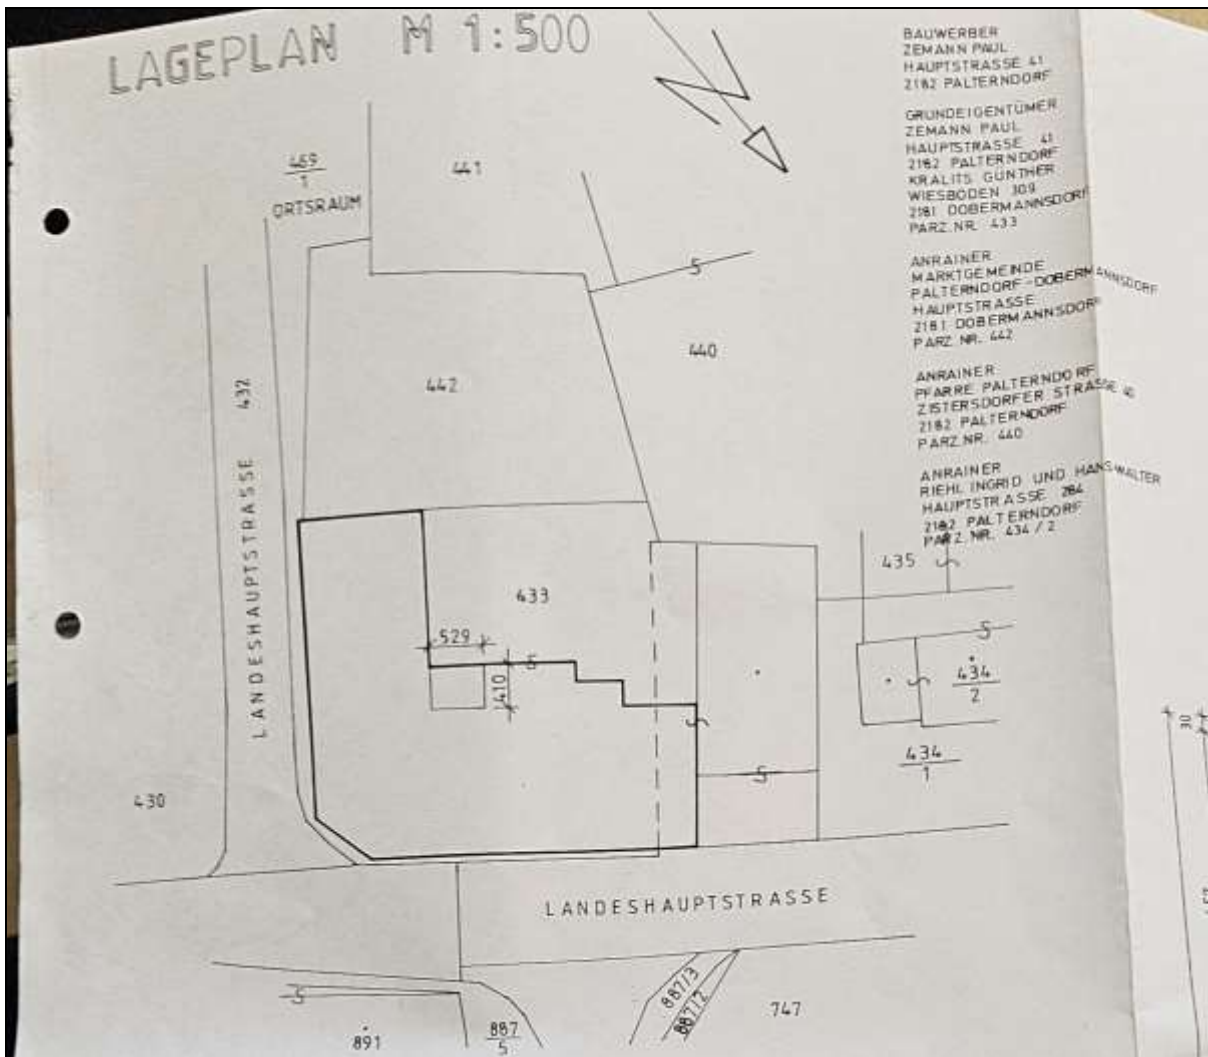 LAGEPLAN M 1:500
BAUWERBER
ZEMANN PAUL
HAUPTSTRASSE 41
2182 PALTERNDORF
GRUNDEIGENTÜMER
ZEMANN PAUL
HAUPTSTRASSE 41
2182 PALTERNDORF
KRALITS GÜNTHER
WIESBODEN 309
2181 DOBERMANNSDORF
PARZ.NR. 433
ANRAINER
MARKTGEMEINDE
PALTERNDORF-DOBERMANNSDORF
HAUPTSTRASSE
2181 DOBERMANNSDORF
PARZ.NR. 442
ANRAINER
PFARRE PALTERNDORF
ZISTERSDORFER STRASSE
2182 PALTERNDORF
PARZ.NR. 440
ANRAINER
RIEHL INGRID UND HANS-WALTER
HAUPTSTRASSE 284
2182 PALTERNDORF
PARZ.NR. 434/2
469
1
ORTSRAUM
441
440
442
LANDESHAUPTSTRASSE 432
433
529
410
435
434
2
434
1
430
30
LANDESHAUPTSTRASSE
887/3
887/2
747
891
887
5